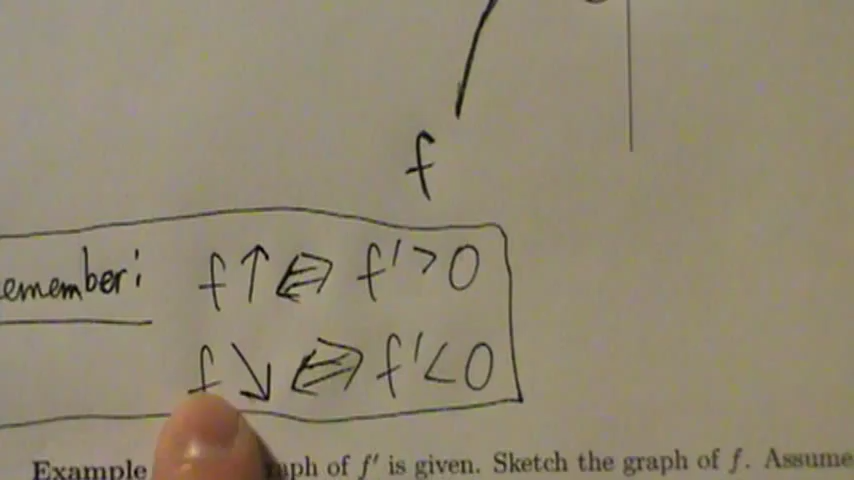 f
emember: f↑ ⇔ f'>0
f↘ ⇔ f'<0
Example aph of f′ is given. Sketch the graph of f. Assume